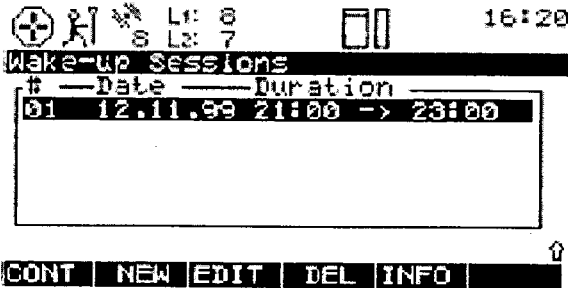 L1: 8 16:20
8 L2: 7
Wake-up Sessions
# Date Duration
01 12.11.99 21:00 -> 23:00
CONT NEW EDIT DEL INFO